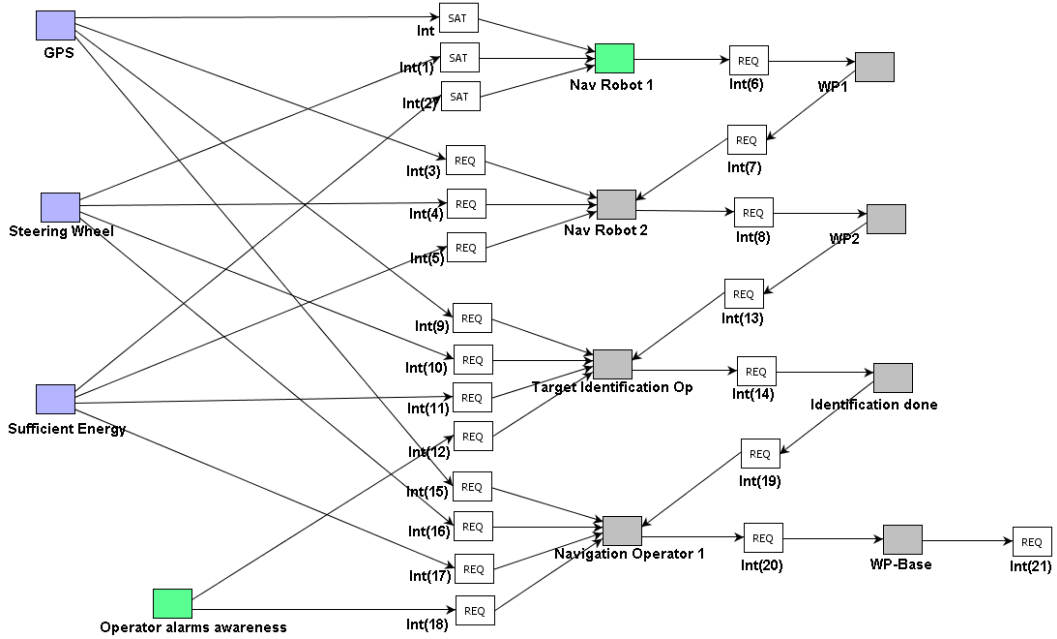 SAT
GPS
Int
SAT
Int(1)
REQ
Nav Robot 1
Int(6)
WP1
SAT
Int(2)
REQ
Int(7)
REQ
Int(3)
REQ
Int(4)
Steering Wheel
Nav Robot 2
REQ
Int(8)
WP2
REQ
Int(5)
REQ
Int(13)
REQ
Int(9)
REQ
Int(10)
Target Identification Op
REQ
Int(14)
Identification done
REQ
Int(11)
Sufficient Energy
REQ
Int(12)
REQ
Int(19)
REQ
Int(15)
REQ
Int(16)
Navigation Operator 1
REQ
Int(20)
WP-Base
REQ
Int(21)
REQ
Int(17)
REQ
Int(18)
Operator alarms awareness